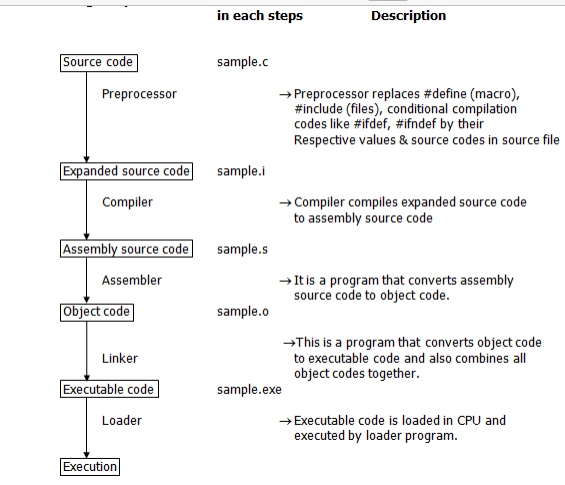 in each steps Description
Source code sample.c
Preprocessor → Preprocessor replaces #define (macro),
#include (files), conditional compilation
codes like #ifdef, #ifndef by their
Respective values & source codes in source file
Expanded source code sample.i
Compiler → Compiler compiles expanded source code
to assembly source code
Assembly source code sample.s
Assembler → It is a program that converts assembly
source code to object code.
Object code sample.o
→This is a program that converts object code
Linker to executable code and also combines all
object codes together.
Executable code sample.exe
Loader → Executable code is loaded in CPU and
executed by loader program.
Execution